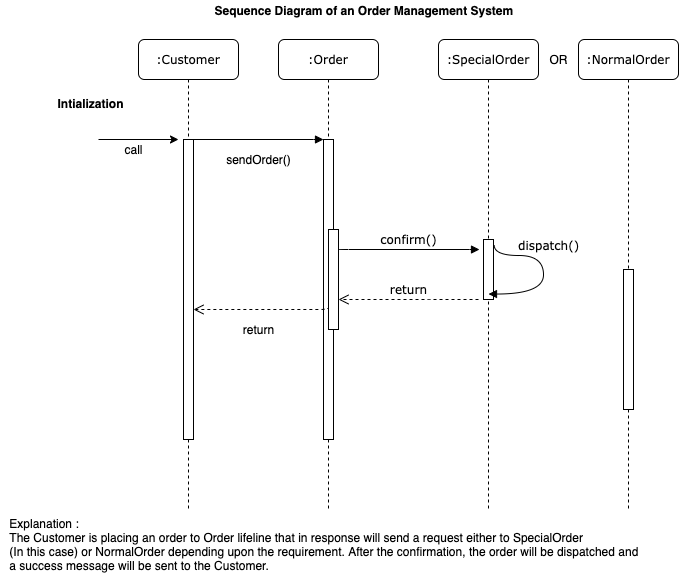 Sequence Diagram of an Order Management System
:Customer
:Order
:SpecialOrder
OR
:NormalOrder
Intialization
call
sendOrder()
confirm()
dispatch()
return
return
Explanation :
The Customer is placing an order to Order lifeline that in response will send a request either to SpecialOrder
(In this case) or NormalOrder depending upon the requirement. After the confirmation, the order will be dispatched and
a success message will be sent to the Customer.